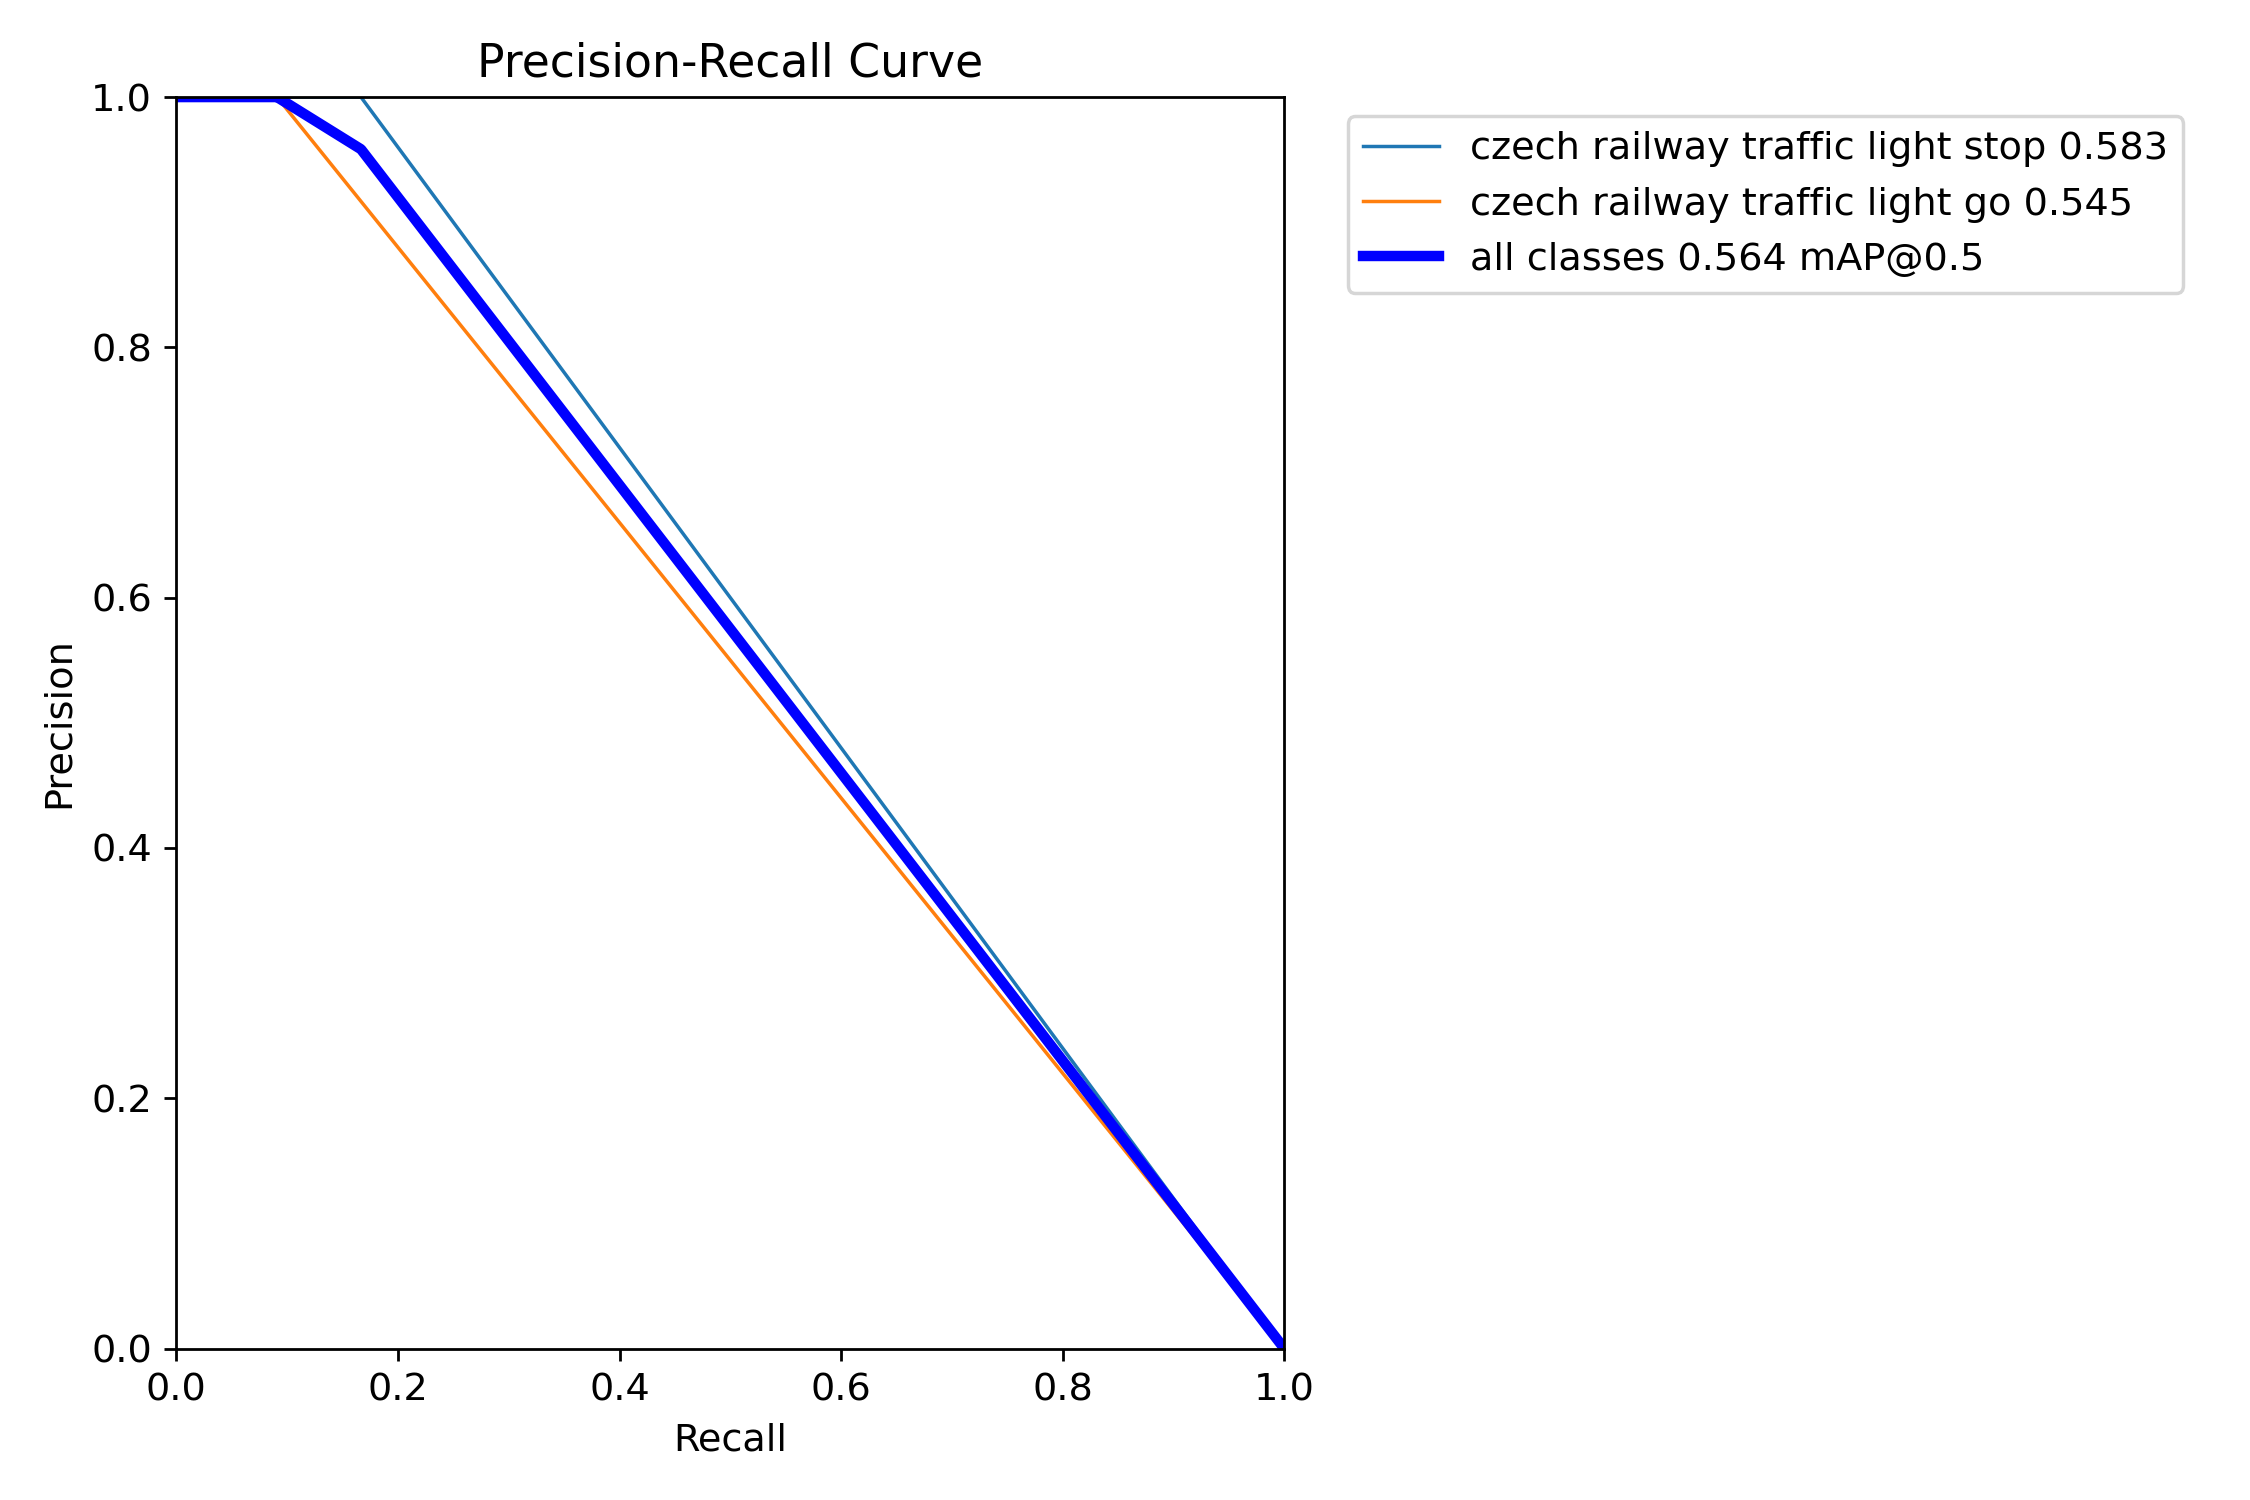 Precision-Recall Curve
1.0
0.8
0.6
0.4
0.2
0.0
Precision
0.0 0.2 0.4 0.6 0.8 1.0
Recall
czech railway traffic light stop 0.583
czech railway traffic light go 0.545
all classes 0.564 mAP@0.5